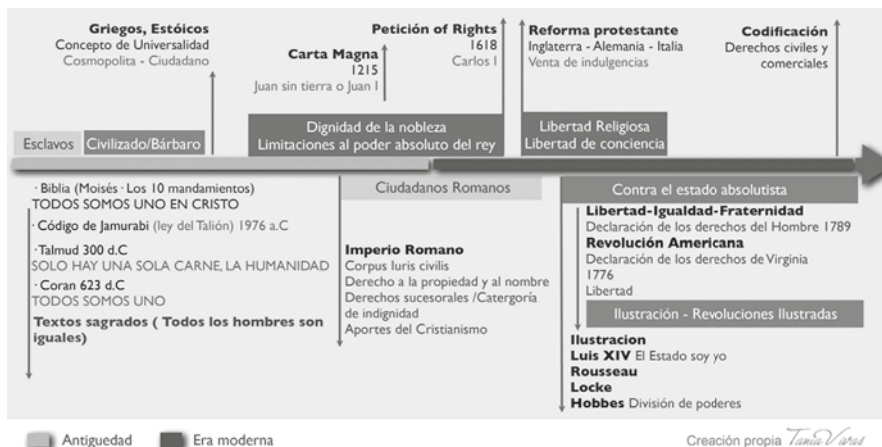 Griegos, Estóicos
Concepto de Universalidad
Cosmopolita - Ciudadano
Carta Magna
1215
Juan sin tierra o Juan I
Petición of Rights
1618
Carlos I
Reforma protestante
Inglaterra - Alemania - Italia
Venta de indulgencias
Codificación
Derechos civiles y
comerciales
Esclavos
Civilizado/Bárbaro
Dignidad de la nobleza
Limitaciones al poder absoluto del rey
Libertad Religiosa
Libertad de conciencia
· Biblia (Moisés · Los 10 mandamientos)
TODOS SOMOS UNO EN CRISTO
· Código de Jamurabi (ley del Talión) 1976 a.C
· Talmud 300 d.C
SOLO HAY UNA SOLA CARNE, LA HUMANIDAD
· Coran 623 d.C
TODOS SOMOS UNO
Textos sagrados ( Todos los hombres son
iguales)
Ciudadanos Romanos
Imperio Romano
Corpus Iuris civilis
Derecho a la propiedad y al nombre
Derechos sucesorales /Catergoría
de indignidad
Aportes del Cristianismo
Contra el estado absolutista
Libertad-Igualdad-Fraternidad
Declaración de los derechos del Hombre 1789
Revolución Americana
Declaración de los derechos de Virginia
1776
Libertad
Ilustración - Revoluciones Ilustradas
Ilustracion
Luis XIV El Estado soy yo
Rousseau
Locke
Hobbes División de poderes
Antiguedad
Era moderna
Creación propia Tania Vivas